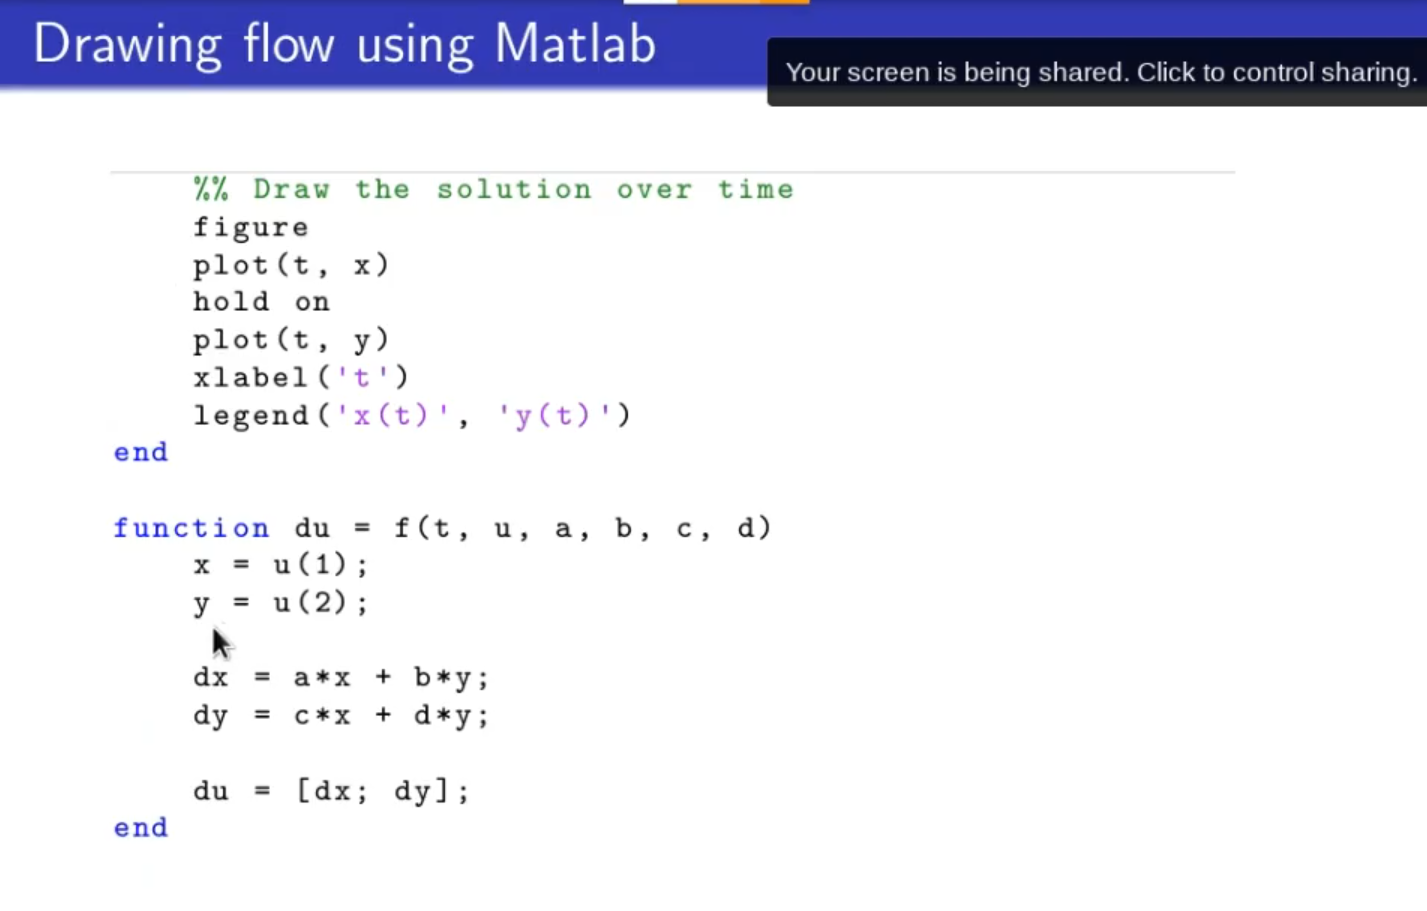 Drawing flow using Matlab
Your screen is being shared. Click to control sharing.
%% Draw the solution over time
figure
plot(t, x)
hold on
plot(t, y)
xlabel('t')
legend('x(t)', 'y(t)')
end
function du = f(t, u, a, b, c, d)
x = u(1);
y = u(2);
dx = a*x + b*y;
dy = c*x + d*y;
du = [dx; dy];
end